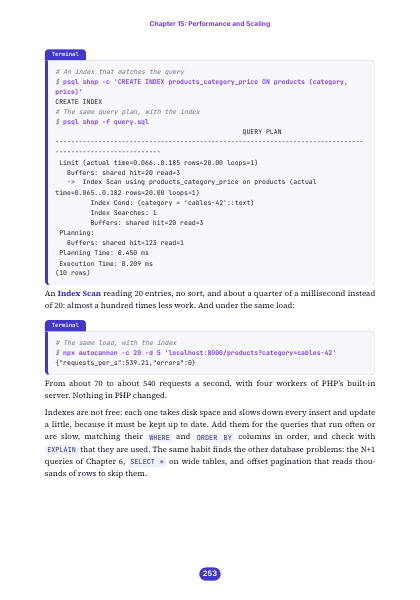 Chapter 15: Performance and Scaling
Terminal
# An index that matches the query
$ psql shop -c 'CREATE INDEX products_category_price ON products (category,
price)'
CREATE INDEX
# The same query plan, with the index
$ psql shop -f query.sql
QUERY PLAN
------------------------------------------------------------------------------
---------------------------
Limit (actual time=0.066..0.185 rows=20.00 loops=1)
Buffers: shared hit=20 read=3
-> Index Scan using products_category_price on products (actual
time=0.065..0.182 rows=20.00 loops=1)
Index Cond: (category = 'cables-42'::text)
Index Searches: 1
Buffers: shared hit=20 read=3
Planning:
Buffers: shared hit=123 read=1
Planning Time: 0.450 ms
Execution Time: 0.209 ms
(10 rows)
An Index Scan reading 20 entries, no sort, and about a quarter of a millisecond instead
of 20: almost a hundred times less work. And under the same load:
Terminal
# The same load, with the index
$ npx autocannon -c 20 -d 5 'localhost:8000/products?category=cables-42'
{"requests_per_s":539.21,"errors":0}
From about 70 to about 540 requests a second, with four workers of PHP's built-in
server. Nothing in PHP changed.
Indexes are not free: each one takes disk space and slows down every insert and update
a little, because it must be kept up to date. Add them for the queries that run often or
are slow, matching their WHERE and ORDER BY columns in order, and check with
EXPLAIN that they are used. The same habit finds the other database problems: the N+1
queries of Chapter 6, SELECT * on wide tables, and offset pagination that reads thou-
sands of rows to skip them.
253